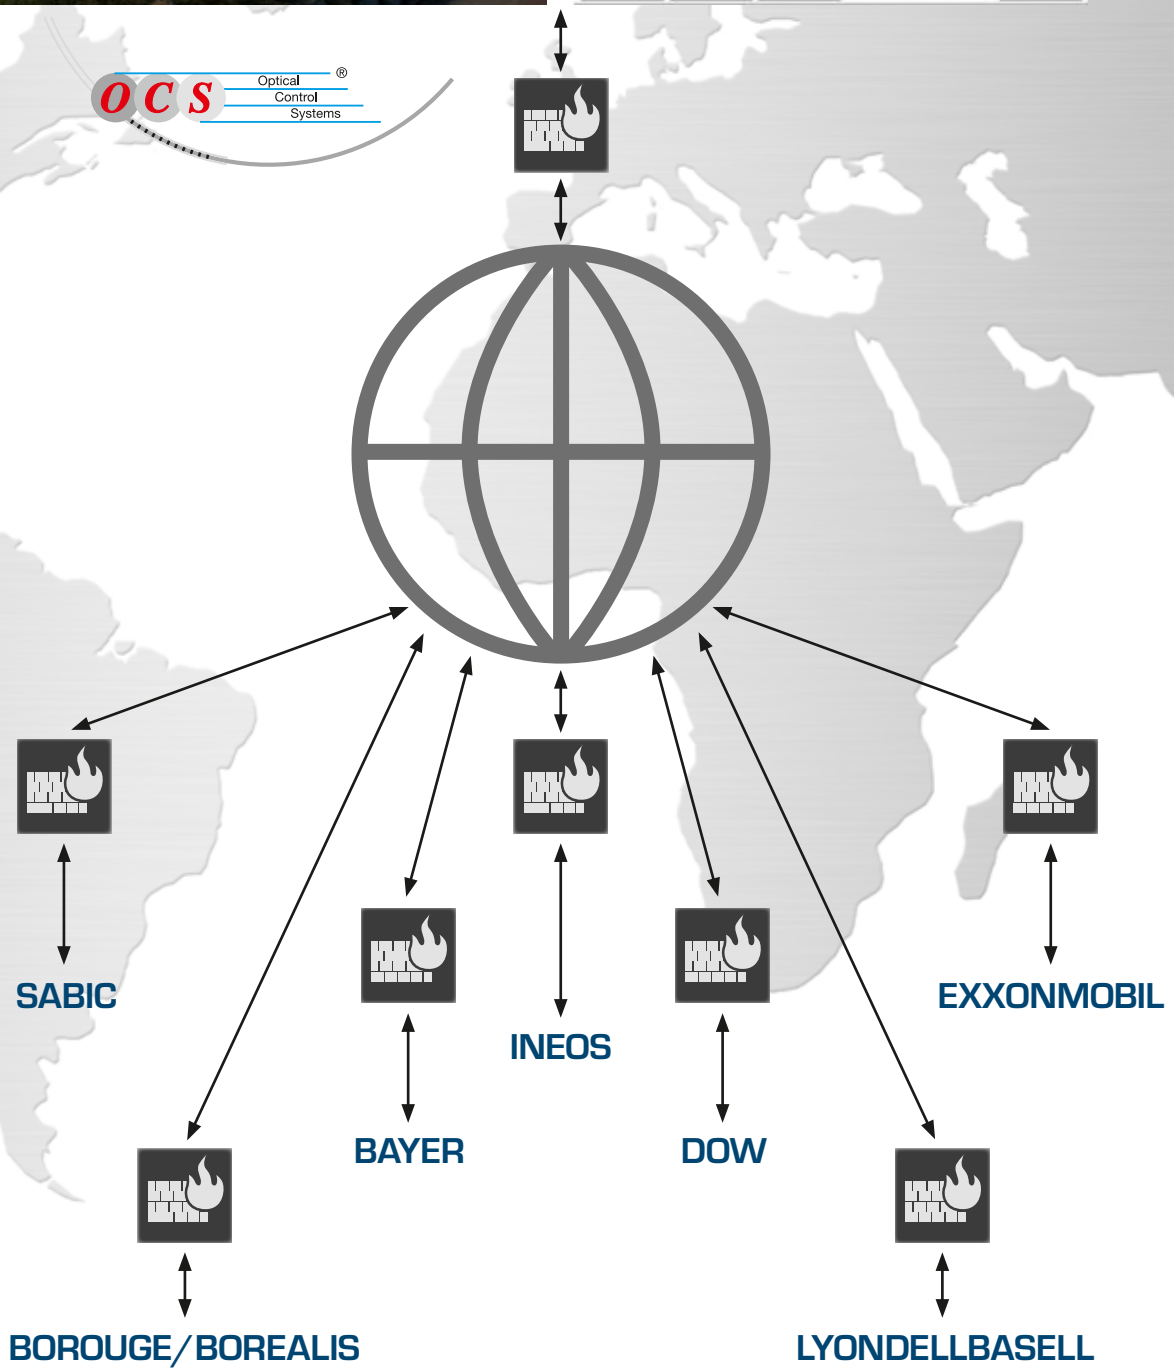 OCS
Optical ®
Control
Systems
SABIC
EXXONMOBIL
INEOS
BAYER
DOW
BOROUGE/BOREALIS
LYONDELLBASELL